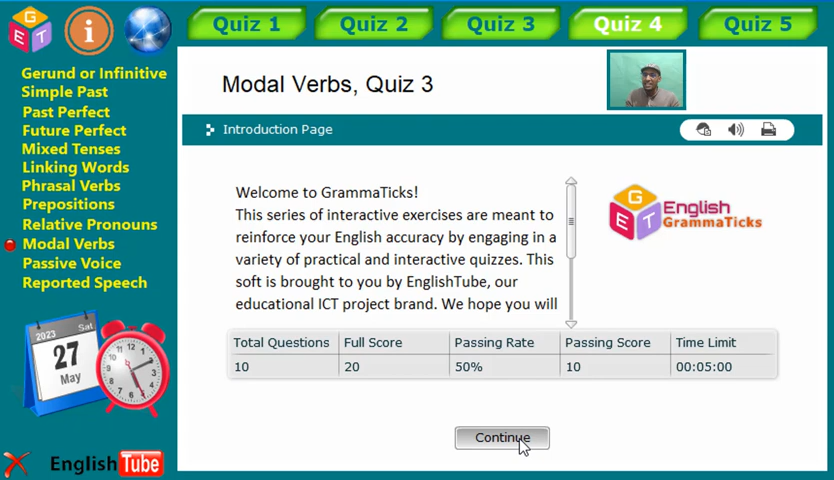 Quiz 1
Quiz 2
Quiz 3
Quiz 4
Quiz 5
G
E T
i
Gerund or Infinitive
Simple Past
Past Perfect
Future Perfect
Mixed Tenses
Linking Words
Phrasal Verbs
Prepositions
Relative Pronouns
Modal Verbs
Passive Voice
Reported Speech
2023 Sat
27
May
English Tube
Modal Verbs, Quiz 3
Introduction Page
Welcome to GrammaTicks!
This series of interactive exercises are meant to
reinforce your English accuracy by engaging in a
variety of practical and interactive quizzes. This
soft is brought to you by EnglishTube, our
educational ICT project brand. We hope you will
G
E T
English
GrammaTicks
Total Questions Full Score Passing Rate Passing Score Time Limit
10 20 50% 10 00:05:00
Continue